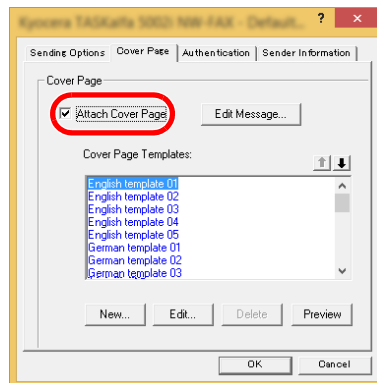 Kyocera TASKalfa 5002i NW-FAX - Default... ? ×
Sending Options Cover Page Authentication Sender Information
Cover Page
Attach Cover Page Edit Message...
Cover Page Templates:
English template 01
English template 02
English template 03
English template 04
English template 05
German template 01
German template 02
German template 03
New... Edit... Delete Preview
OK Cancel